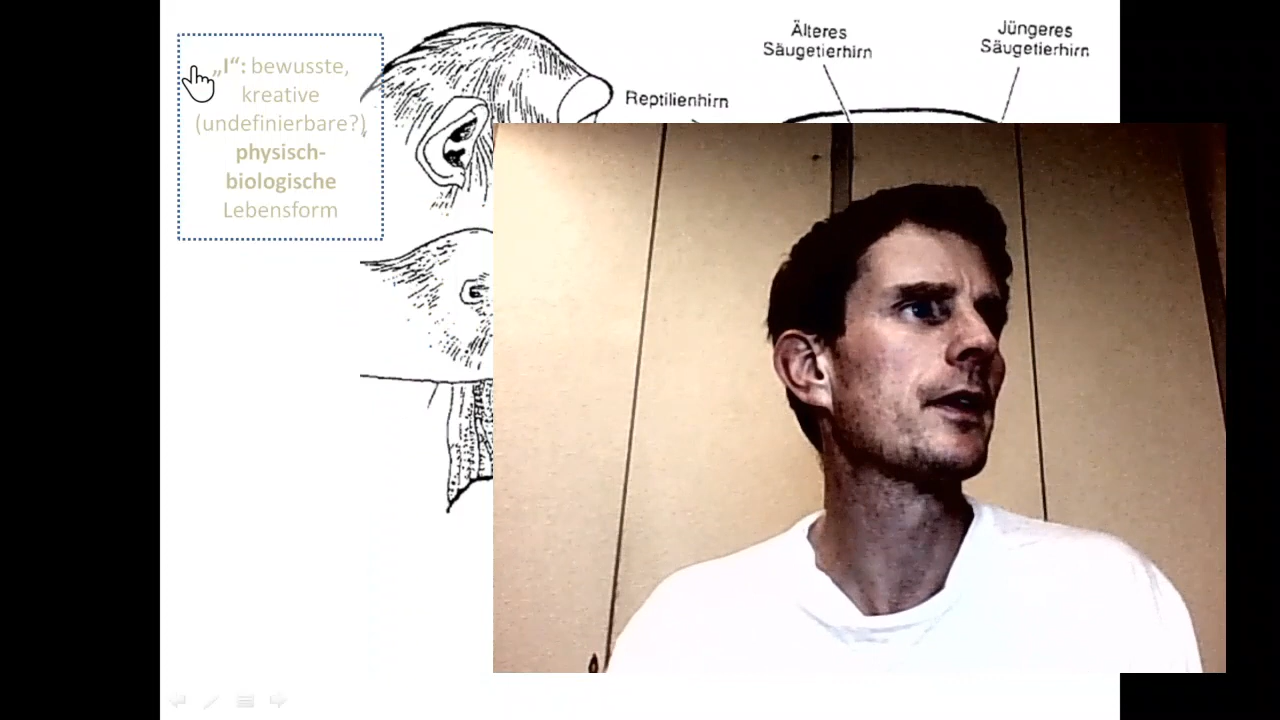 „I“: bewusste,
kreative
(undefinierbare?)
physisch-
biologische
Lebensform
Reptilienhirn
Älteres
Säugetierhirn
Jüngeres
Säugetierhirn